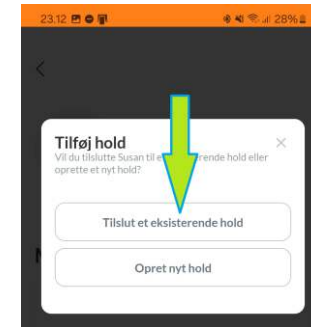 23.12 28%
Tilføj hold
Vil du tilslutte Susan til e rende hold eller
oprette et nyt hold?
Tilslut et eksisterende hold
Opret nyt hold